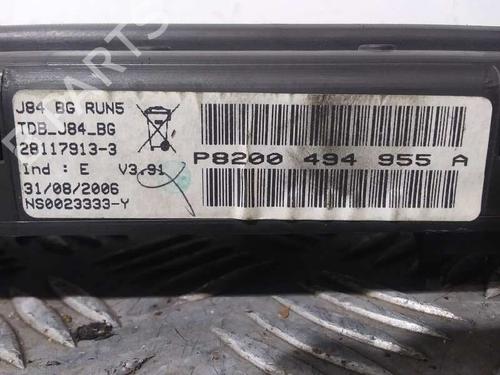 J84 BG RUN5
TDB_J84_BG
28117913-3
Ind : E V3.91
31/08/2006
NS0023333-Y
P8200 494 955 A